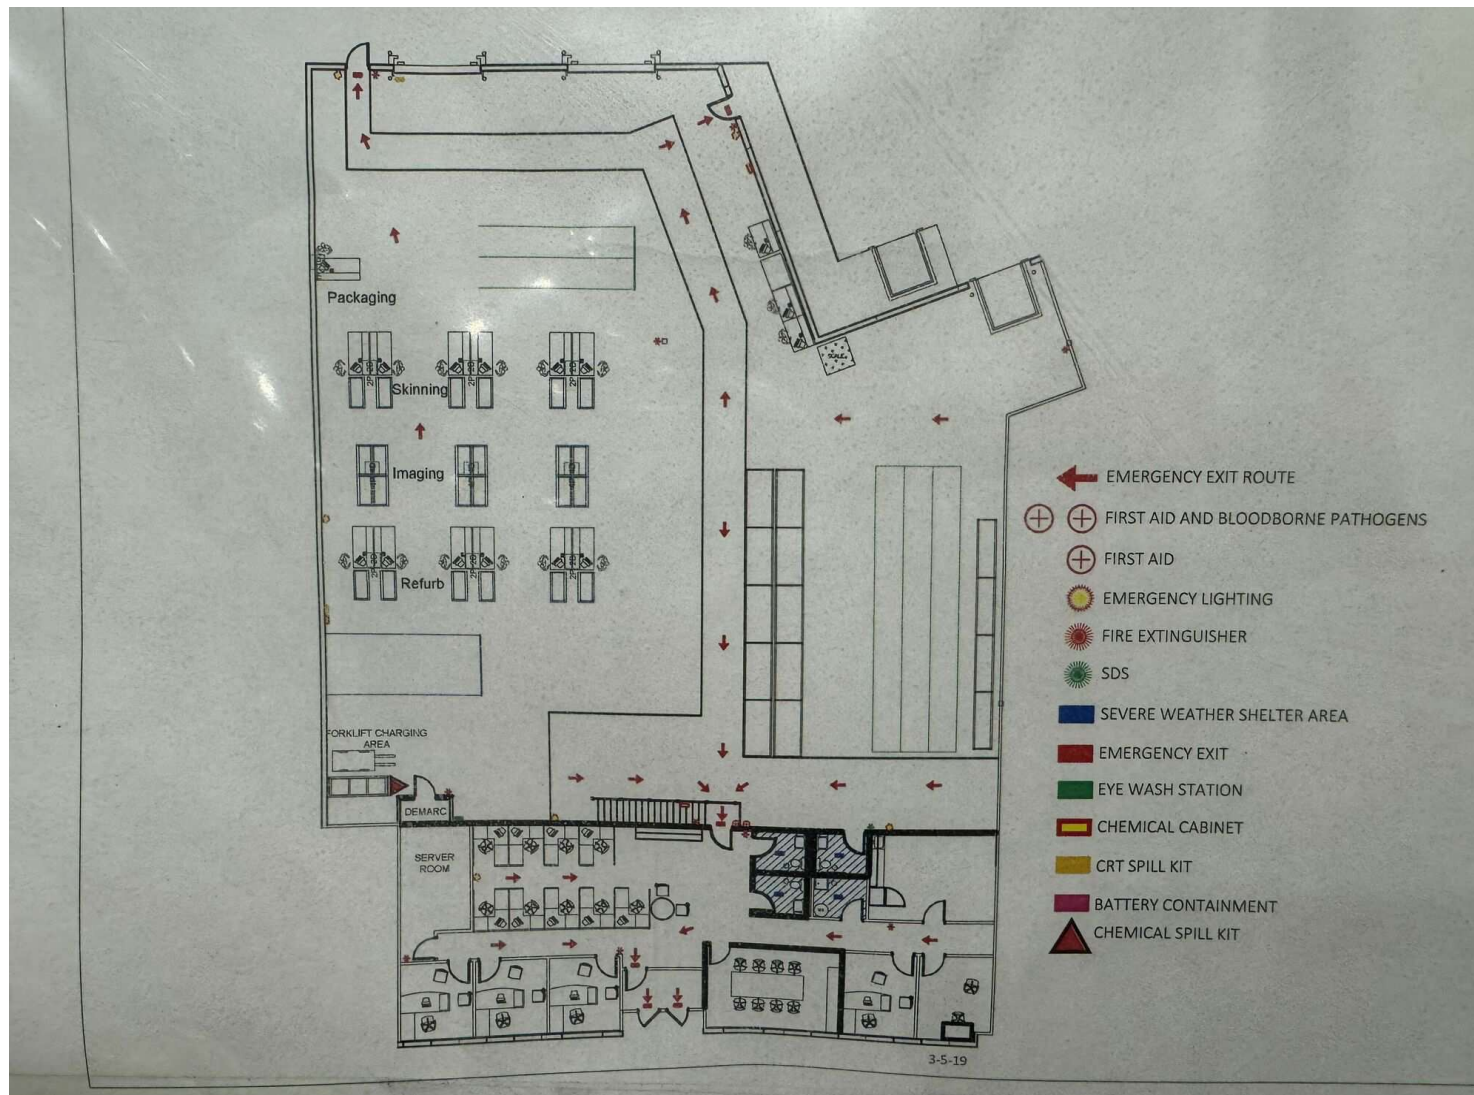 Packaging
Skinning
SCALE
Imaging
Refurb
FORKLIFT CHARGING
AREA
DEMARC
SERVER
ROOM
EMERGENCY EXIT ROUTE
FIRST AID AND BLOODBORNE PATHOGENS
FIRST AID
EMERGENCY LIGHTING
FIRE EXTINGUISHER
SDS
SEVERE WEATHER SHELTER AREA
EMERGENCY EXIT
EYE WASH STATION
CHEMICAL CABINET
CRT SPILL KIT
BATTERY CONTAINMENT
CHEMICAL SPILL KIT
3-5-19